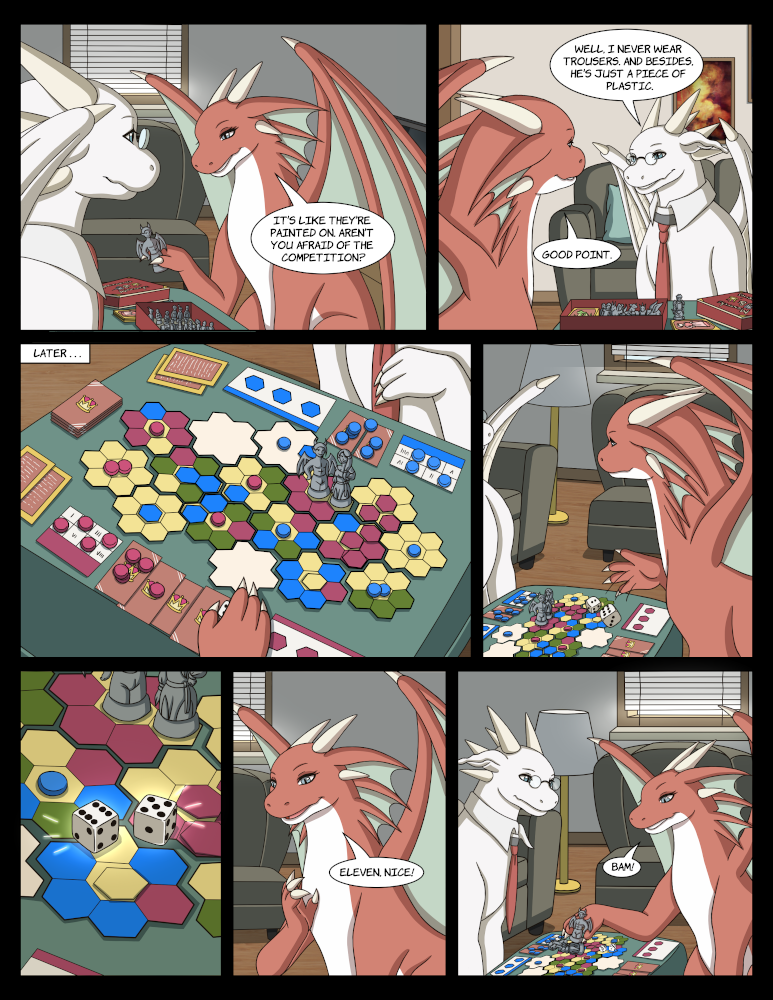 IT'S LIKE THEY'RE
PAINTED ON. AREN'T
YOU AFRAID OF THE
COMPETITION?
WELL, I NEVER WEAR
TROUSERS. AND BESIDES,
HE'S JUST A PIECE OF
PLASTIC.
GOOD POINT.
LATER . . .
ELEVEN, NICE!
BAM!